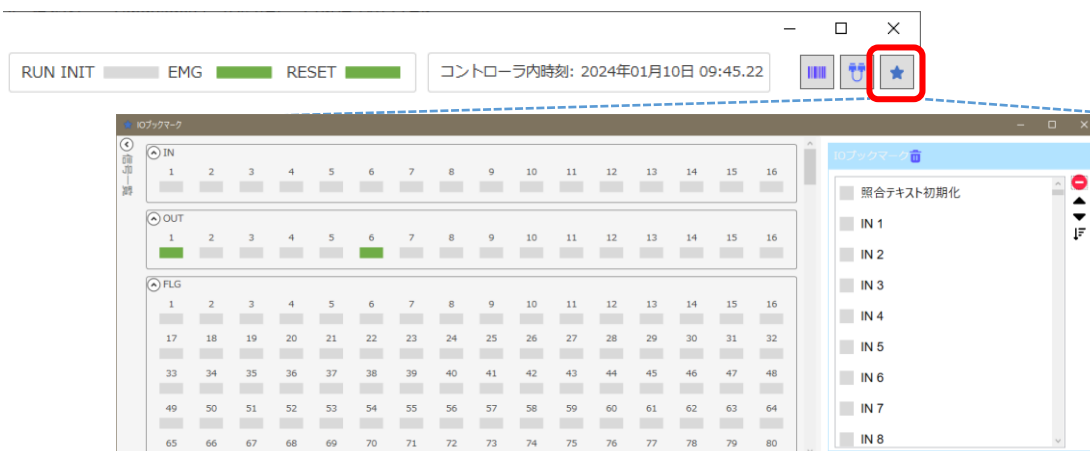 RUN INIT EMG RESET コントローラ内時刻: 2024年01月10日 09:45.22
IOブックマーク
信号一覧
IN
1 2 3 4 5 6 7 8 9 10 11 12 13 14 15 16
OUT
1 2 3 4 5 6 7 8 9 10 11 12 13 14 15 16
FLG
1 2 3 4 5 6 7 8 9 10 11 12 13 14 15 16
17 18 19 20 21 22 23 24 25 26 27 28 29 30 31 32
33 34 35 36 37 38 39 40 41 42 43 44 45 46 47 48
49 50 51 52 53 54 55 56 57 58 59 60 61 62 63 64
65 66 67 68 69 70 71 72 73 74 75 76 77 78 79 80
IOブックマーク
照合テキスト初期化
IN 1
IN 2
IN 3
IN 4
IN 5
IN 6
IN 7
IN 8